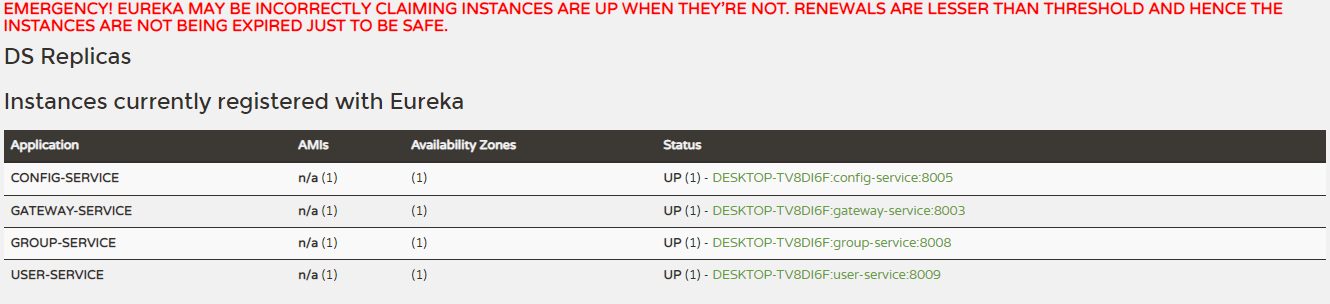 EMERGENCY! EUREKA MAY BE INCORRECTLY CLAIMING INSTANCES ARE UP WHEN THEY'RE NOT. RENEWALS ARE LESSER THAN THRESHOLD AND HENCE THE
INSTANCES ARE NOT BEING EXPIRED JUST TO BE SAFE.
DS Replicas
Instances currently registered with Eureka
Application AMIs Availability Zones Status
CONFIG-SERVICE n/a (1) (1) UP (1) - DESKTOP-TV8DI6F:config-service:8005
GATEWAY-SERVICE n/a (1) (1) UP (1) - DESKTOP-TV8DI6F:gateway-service:8003
GROUP-SERVICE n/a (1) (1) UP (1) - DESKTOP-TV8DI6F:group-service:8008
USER-SERVICE n/a (1) (1) UP (1) - DESKTOP-TV8DI6F:user-service:8009